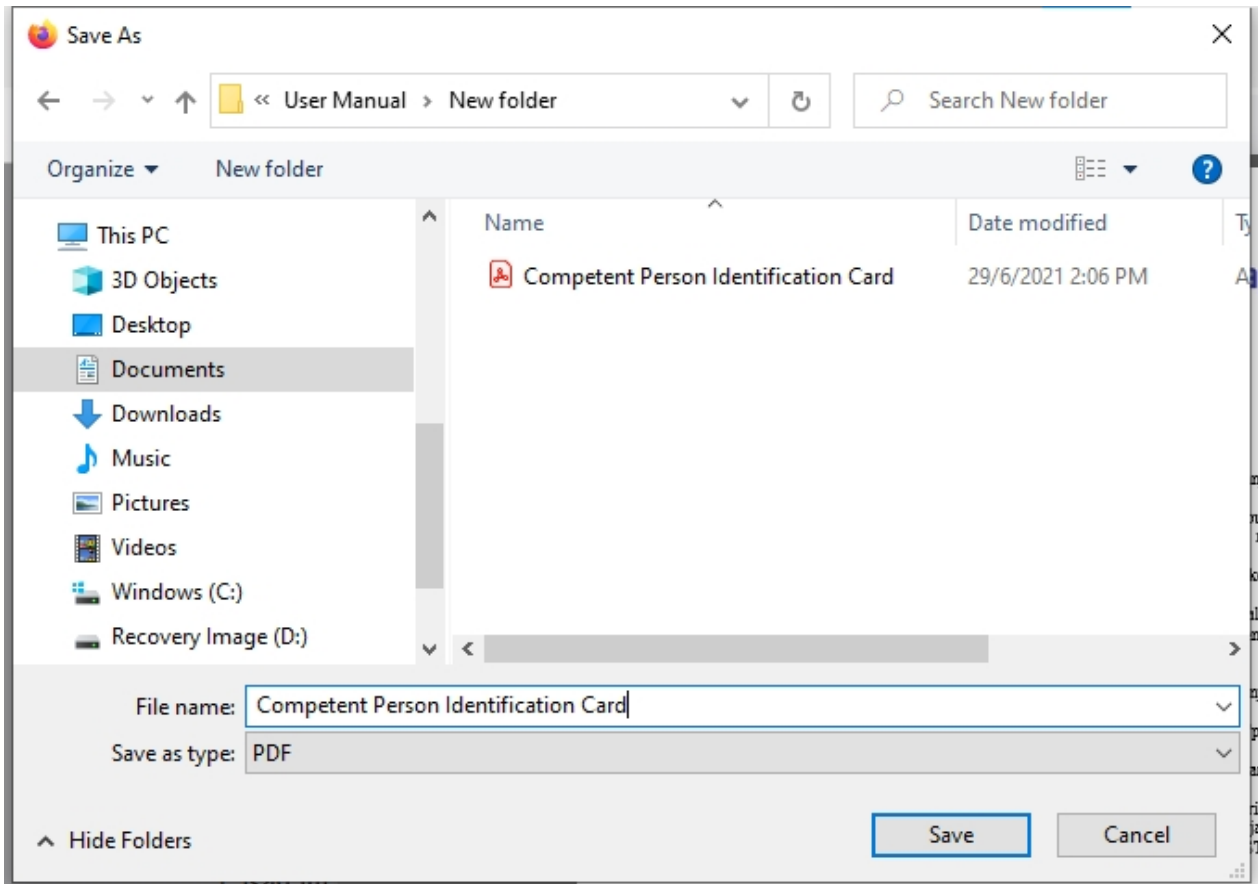 Save As
« User Manual › New folder
Search New folder
Organize
New folder
Name
Date modified
This PC
3D Objects
Desktop
Documents
Downloads
Music
Pictures
Videos
Windows (C:)
Recovery Image (D:)
Competent Person Identification Card 29/6/2021 2:06 PM
File name: Competent Person Identification Card
Save as type: PDF
Hide Folders
Save
Cancel